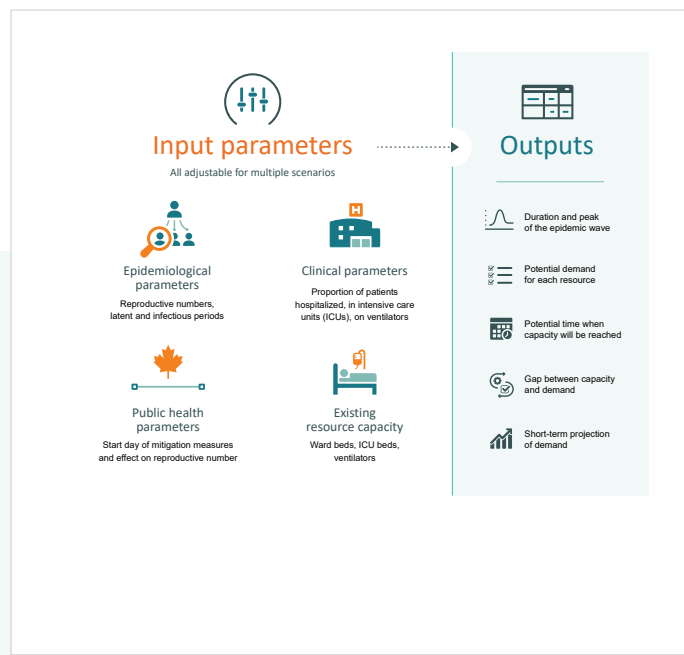 Input parameters
All adjustable for multiple scenarios
Epidemiological
parameters
Reproductive numbers,
latent and infectious periods
H
Clinical parameters
Proportion of patients
hospitalized, in intensive care
units (ICUs), on ventilators
Public health
parameters
Start day of mitigation measures
and effect on reproductive number
Existing
resource capacity
Ward beds, ICU beds,
ventilators
Outputs
Duration and peak
of the epidemic wave
Potential demand
for each resource
Potential time when
capacity will be reached
Gap between capacity
and demand
Short-term projection
of demand